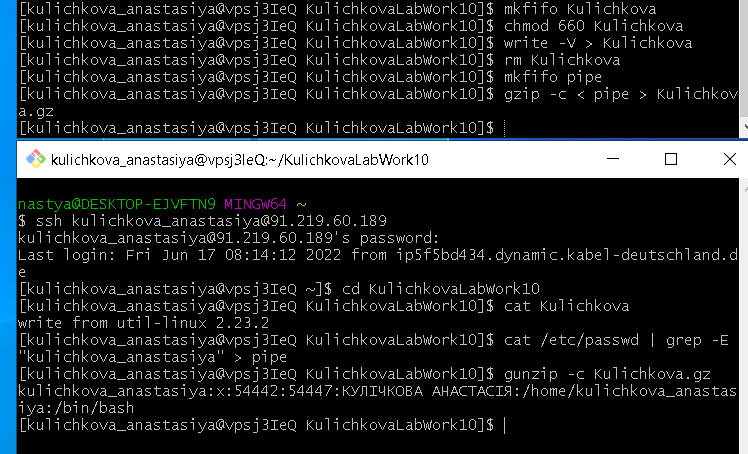 [kulichkova_anastasiya@vpsj3IeQ KulichkovaLabWork10]$ mkfifo Kulichkova
[kulichkova_anastasiya@vpsj3IeQ KulichkovaLabWork10]$ chmod 660 Kulichkova
[kulichkova_anastasiya@vpsj3IeQ KulichkovaLabWork10]$ write -V > Kulichkova
[kulichkova_anastasiya@vpsj3IeQ KulichkovaLabWork10]$ rm Kulichkova
[kulichkova_anastasiya@vpsj3IeQ KulichkovaLabWork10]$ mkfifo pipe
[kulichkova_anastasiya@vpsj3IeQ KulichkovaLabWork10]$ gzip -c < pipe > Kulichkov
a.gz
[kulichkova_anastasiya@vpsj3IeQ KulichkovaLabWork10]$
kulichkova_anastasiya@vpsj3IeQ:~/KulichkovaLabWork10
nastya@DESKTOP-EJVFTN9 MINGW64 ~
$ ssh kulichkova_anastasiya@91.219.60.189
kulichkova_anastasiya@91.219.60.189's password:
Last login: Fri Jun 17 08:14:12 2022 from ip5f5bd434.dynamic.kabel-deutschland.d
e
[kulichkova_anastasiya@vpsj3IeQ ~]$ cd KulichkovaLabWork10
[kulichkova_anastasiya@vpsj3IeQ KulichkovaLabWork10]$ cat Kulichkova
write from util-linux 2.23.2
[kulichkova_anastasiya@vpsj3IeQ KulichkovaLabWork10]$ cat /etc/passwd | grep -E
"kulichkova_anastasiya" > pipe
[kulichkova_anastasiya@vpsj3IeQ KulichkovaLabWork10]$ gunzip -c Kulichkova.gz
kulichkova_anastasiya:x:54442:54447:КУЛІЧКОВА АНАСТАСІЯ:/home/kulichkova_anastas
iya:/bin/bash
[kulichkova_anastasiya@vpsj3IeQ KulichkovaLabWork10]$